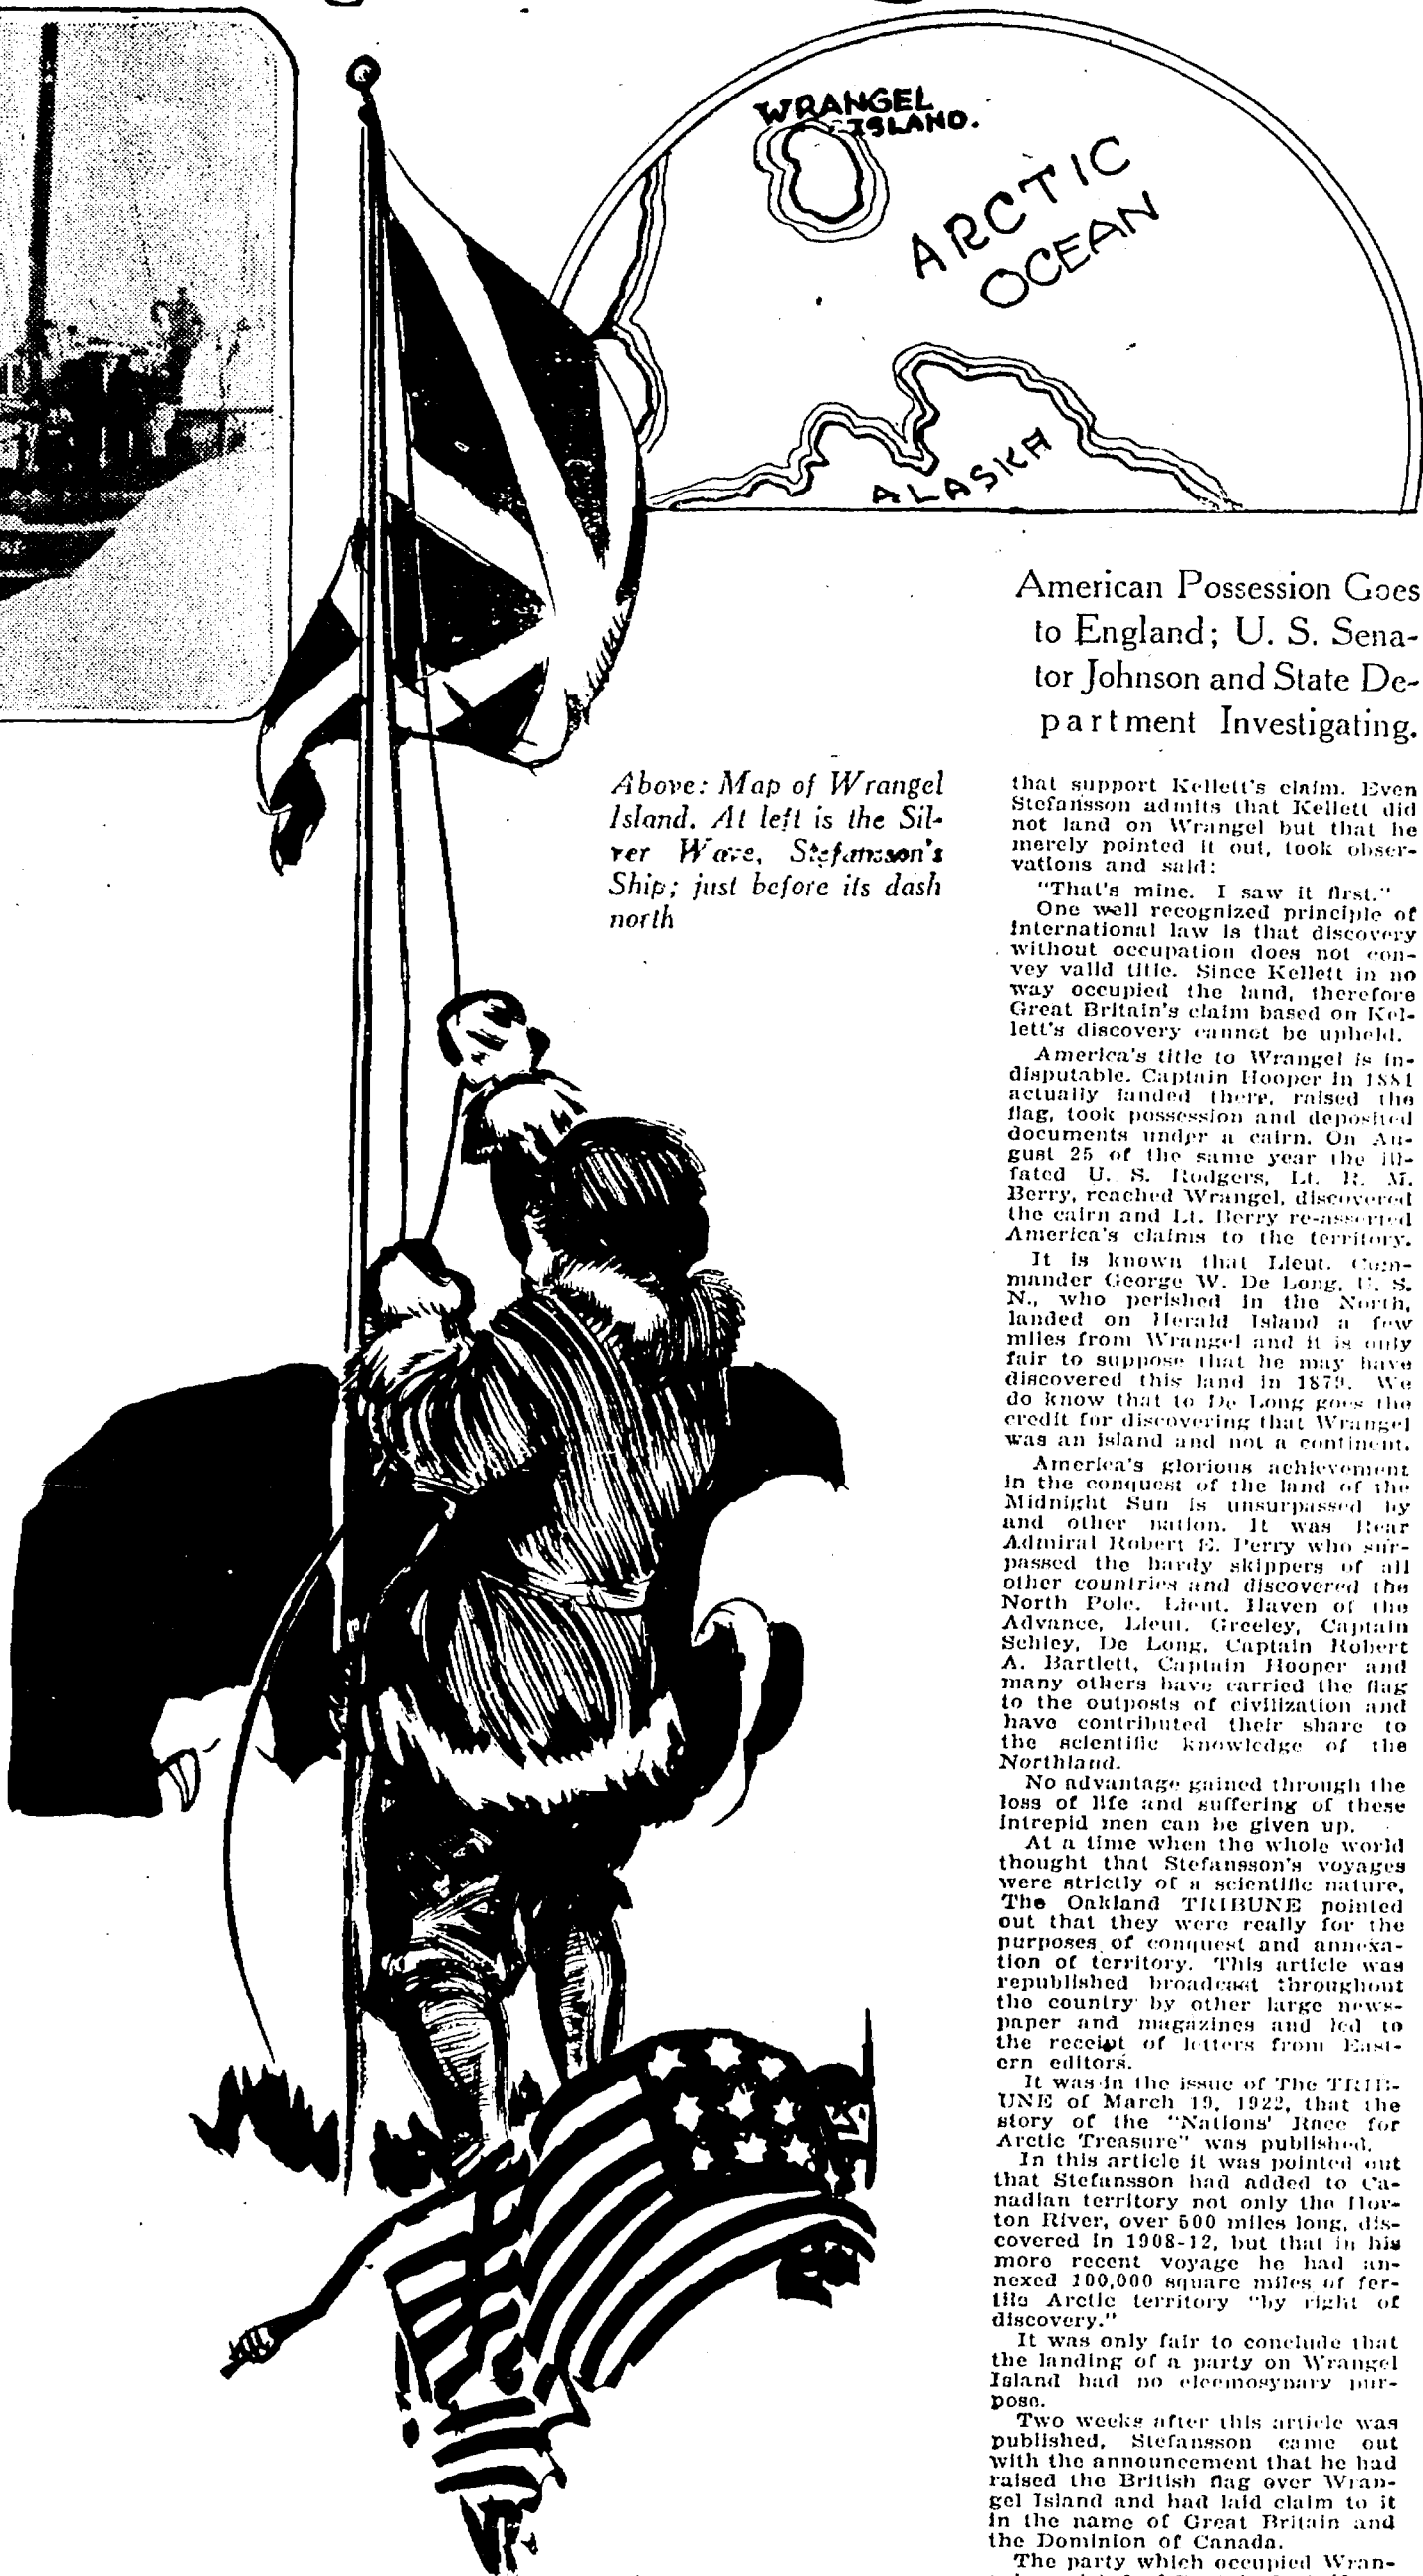 WRANGEL
ISLAND.
ARCTIC
OCEAN
ALASKA
American Possession Goes
to England; U. S. Sena-
tor Johnson and State De-
partment Investigating.
Above: Map of Wrangel
Island. At left is the Sil-
ver Wave, Stefansson's
Ship; just before its dash
north
that support Kellett's claim. Even
Stefansson admits that Kellett did
not land on Wrangel but that he
merely pointed it out, took obser-
vations and said:
"That's mine. I saw it first."
One well recognized principle of
international law is that discovery
without occupation does not con-
vey valid title. Since Kellett in no
way occupied the land, therefore
Great Britain's claim based on Kel-
lett's discovery cannot be upheld.
America's title to Wrangel is in-
disputable. Captain Hooper in 1881
actually landed there, raised the
flag, took possession and deposited
documents under a cairn. On Au-
gust 25 of the same year the ill-
fated U. S. Rodgers, Lt. R. M.
Berry, reached Wrangel, discovered
the cairn and Lt. Berry re-asserted
America's claims to the territory.
It is known that Lieut. Com-
mander George W. De Long, U. S.
N., who perished in the North,
landed on Herald Island a few
miles from Wrangel and it is only
fair to suppose that he may have
discovered this land in 1879. We
do know that to De Long goes the
credit for discovering that Wrangel
was an island and not a continent.
America's glorious achievement
in the conquest of the land of the
Midnight Sun is unsurpassed by
and other nation. It was Rear
Admiral Robert E. Perry who sur-
passed the hardy skippers of all
other countries and discovered the
North Pole. Lieut. Haven of the
Advance, Lieut. Greeley, Captain
Schley, De Long, Captain Robert
A. Bartlett, Captain Hooper and
many others have carried the flag
to the outposts of civilization and
have contributed their share to
the scientific knowledge of the
Northland.
No advantage gained through the
loss of life and suffering of these
intrepid men can be given up.
At a time when the whole world
thought that Stefansson's voyages
were strictly of a scientific nature,
The Oakland TRIBUNE pointed
out that they were really for the
purposes of conquest and annexa-
tion of territory. This article was
republished broadcast throughout
the country by other large news-
paper and magazines and led to
the receipt of letters from East-
ern editors.
It was in the issue of The TRIB-
UNE of March 19, 1922, that the
story of the "Nations' Race for
Arctic Treasure" was published.
In this article it was pointed out
that Stefansson had added to Ca-
nadian territory not only the Hor-
ton River, over 500 miles long, dis-
covered in 1908-12, but that in his
more recent voyage he had an-
nexed 100,000 square miles of fer-
tile Arctic territory "by right of
discovery."
It was only fair to conclude that
the landing of a party on Wrangel
Island had no eleemosynary pur-
pose.
Two weeks after this article was
published, Stefansson came out
with the announcement that he had
raised the British flag over Wran-
gel Island and had laid claim to it
in the name of Great Britain and
the Dominion of Canada.
The party which occupied Wran-